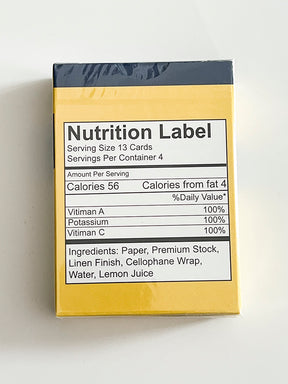 Nutrition Label
Serving Size 13 Cards
Servings Per Container 4
Amount Per Serving
Calories 56 Calories from fat 4
%Daily Value*
Vitiman A 100%
Potassium 100%
Vitiman C 100%
Ingredients: Paper, Premium Stock,
Linen Finish, Cellophane Wrap,
Water, Lemon Juice